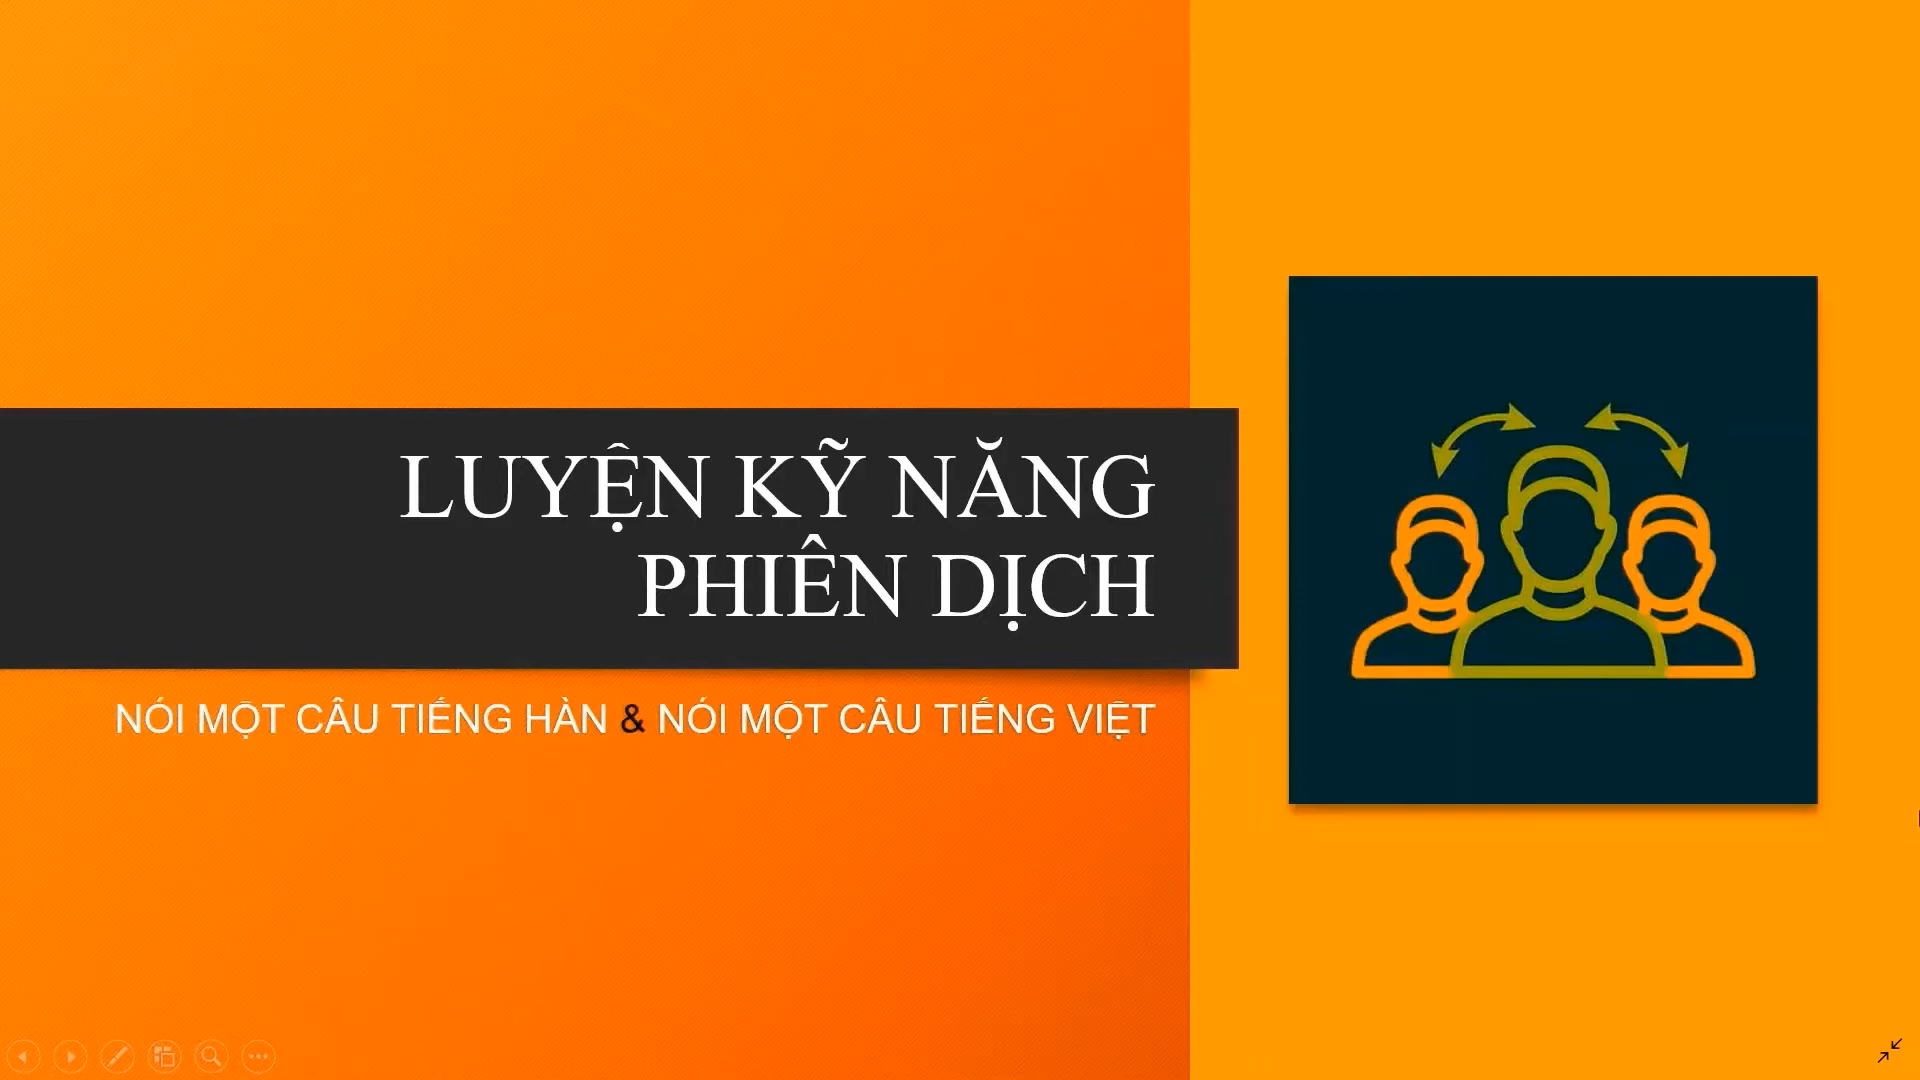 LUYỆN KỸ NĂNG
PHIÊN DỊCH
NÓI MỘT CÂU TIẾNG HÀN & NÓI MỘT CÂU TIẾNG VIỆT